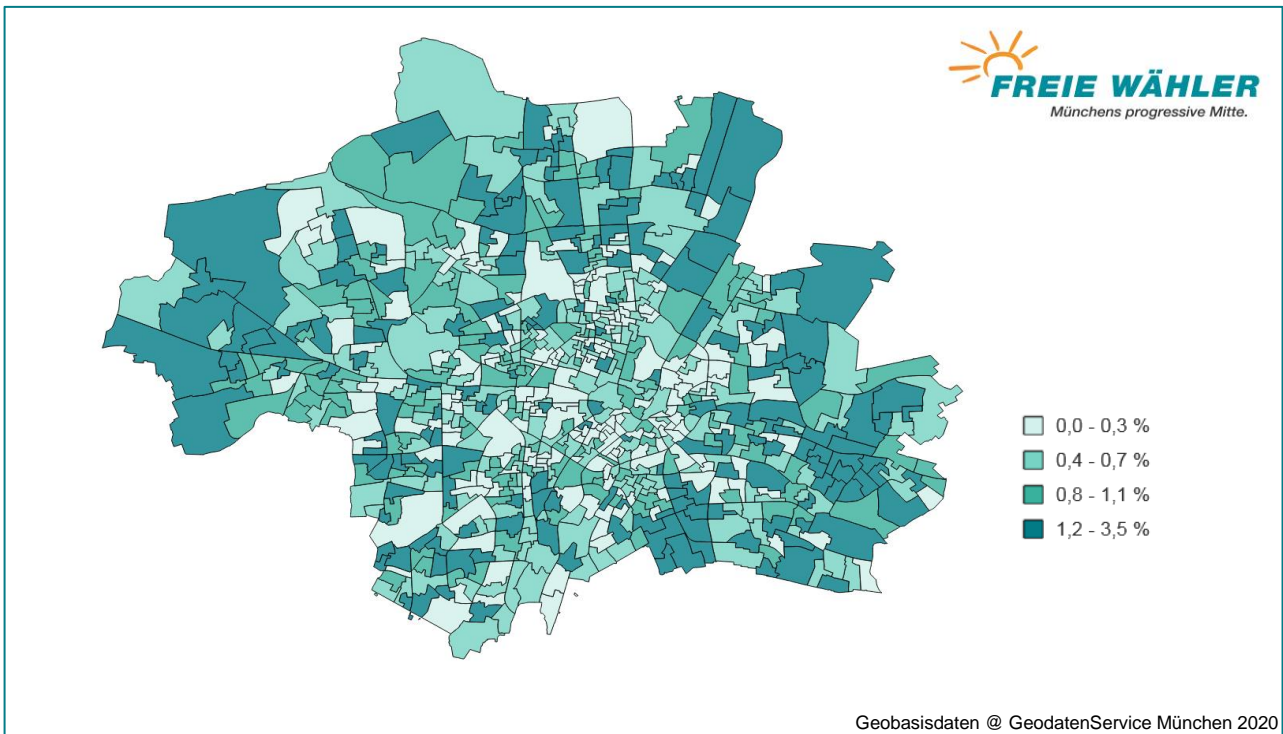 FREIE WÄHLER
Münchens progressive Mitte.
0,0 - 0,3 %
0,4 - 0,7 %
0,8 - 1,1 %
1,2 - 3,5 %
Geobasisdaten @ GeodatenService München 2020